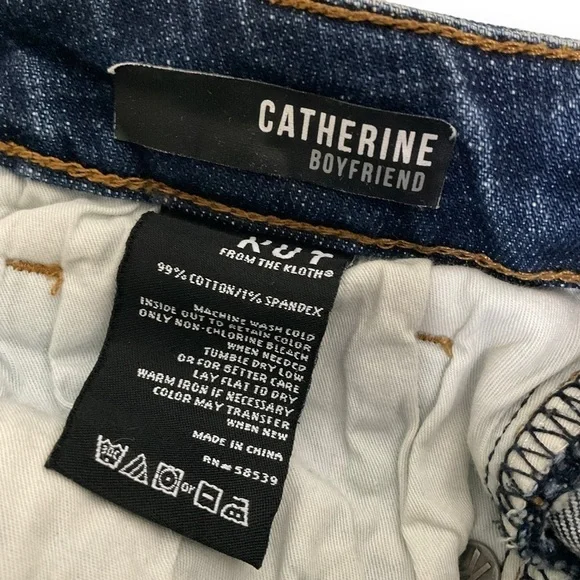 CATHERINE
BOYFRIEND
KUT
FROM THE KLOTH®
99% COTTON/1% SPANDEX
MACHINE WASH COLD
INSIDE OUT TO RETAIN COLOR
ONLY NON-CHLORINE BLEACH
WHEN NEEDED
TUMBLE DRY LOW
OR FOR BETTER CARE
LAY FLAT TO DRY
WARM IRON IF NECESSARY
COLOR MAY TRANSFER
WHEN NEW
MADE IN CHINA
RN# 58539
OR